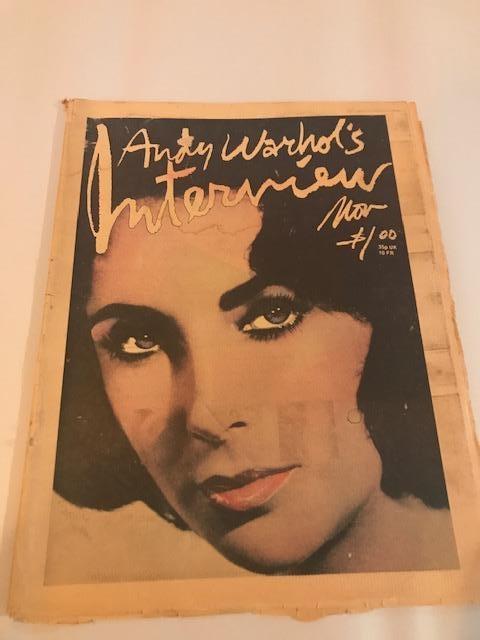 Andy Warhol's
Interview
Nov
$1.00
35p UK
10 FR